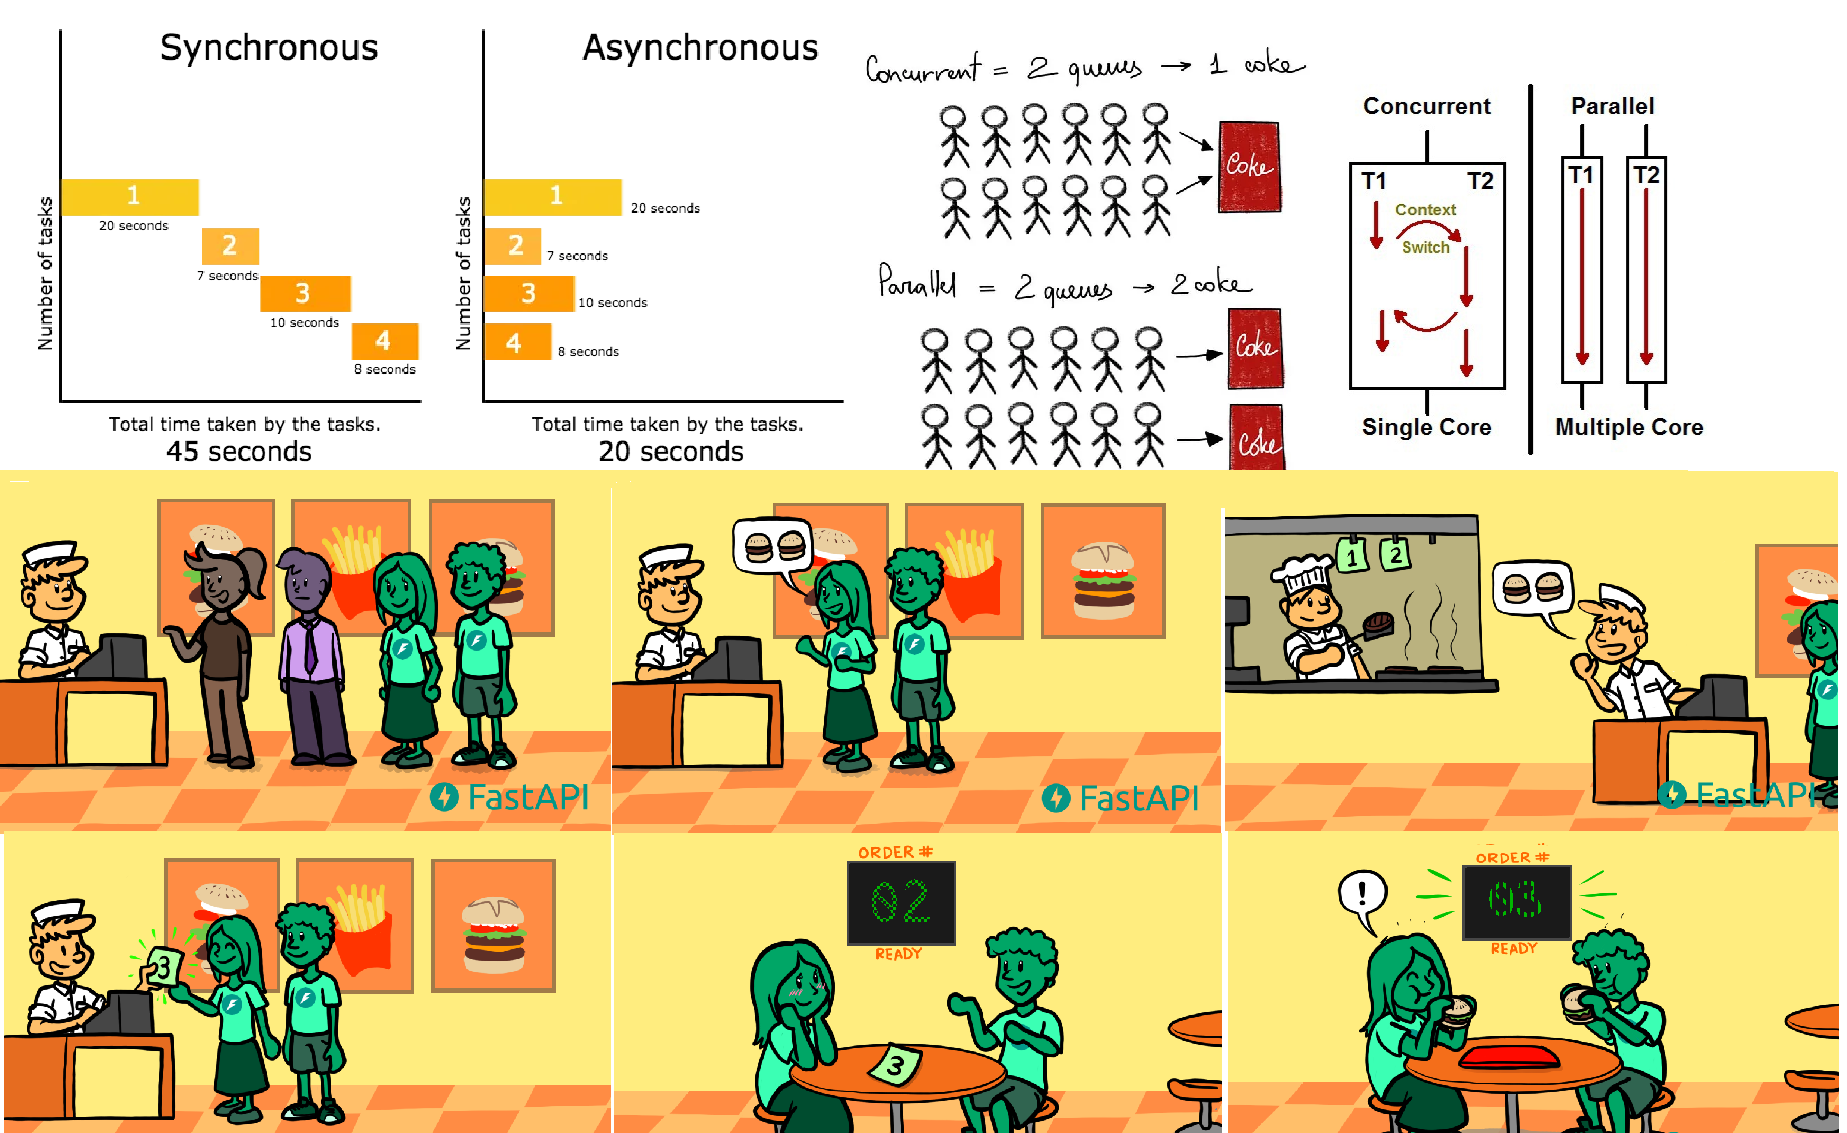 Synchronous
Number of tasks
1
20 seconds
2
7 seconds
3
10 seconds
4
8 seconds
Total time taken by the tasks.
45 seconds
Asynchronous
Number of tasks
1
20 seconds
2
7 seconds
3
10 seconds
4
8 seconds
Total time taken by the tasks.
20 seconds
Concurrent = 2 queues → 1 coke
Coke
Parallel = 2 queues → 2 coke
Coke
Coke
Concurrent
T1 T2
Context
Switch
Single Core
Parallel
T1 T2
Multiple Core
FastAPI
FastAPI
1 2
FastAPI
3
ORDER #
02
READY
3
!
ORDER #
03
READY